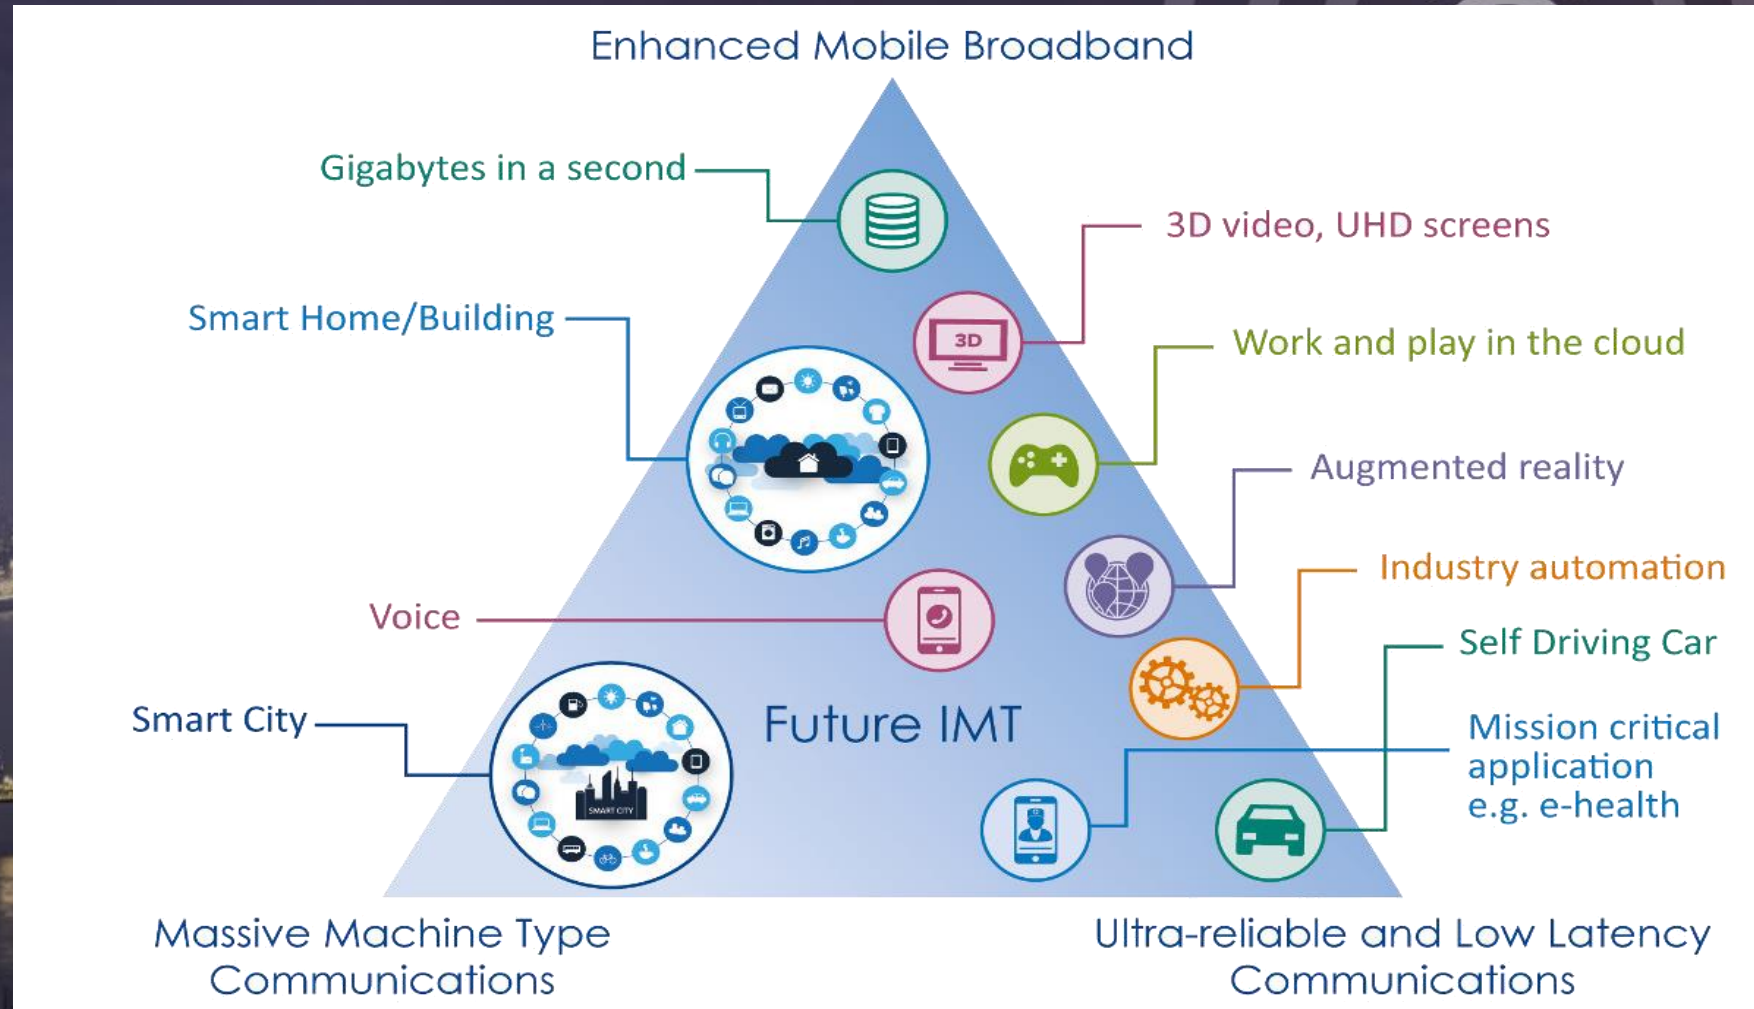 Enhanced Mobile Broadband
Gigabytes in a second
3D video, UHD screens
Smart Home/Building
3D
Work and play in the cloud
Augmented reality
Industry automation
Voice
Self Driving Car
Smart City
Future IMT
Mission critical
application
e.g. e-health
SMART CITY
Massive Machine Type
Communications
Ultra-reliable and Low Latency
Communications